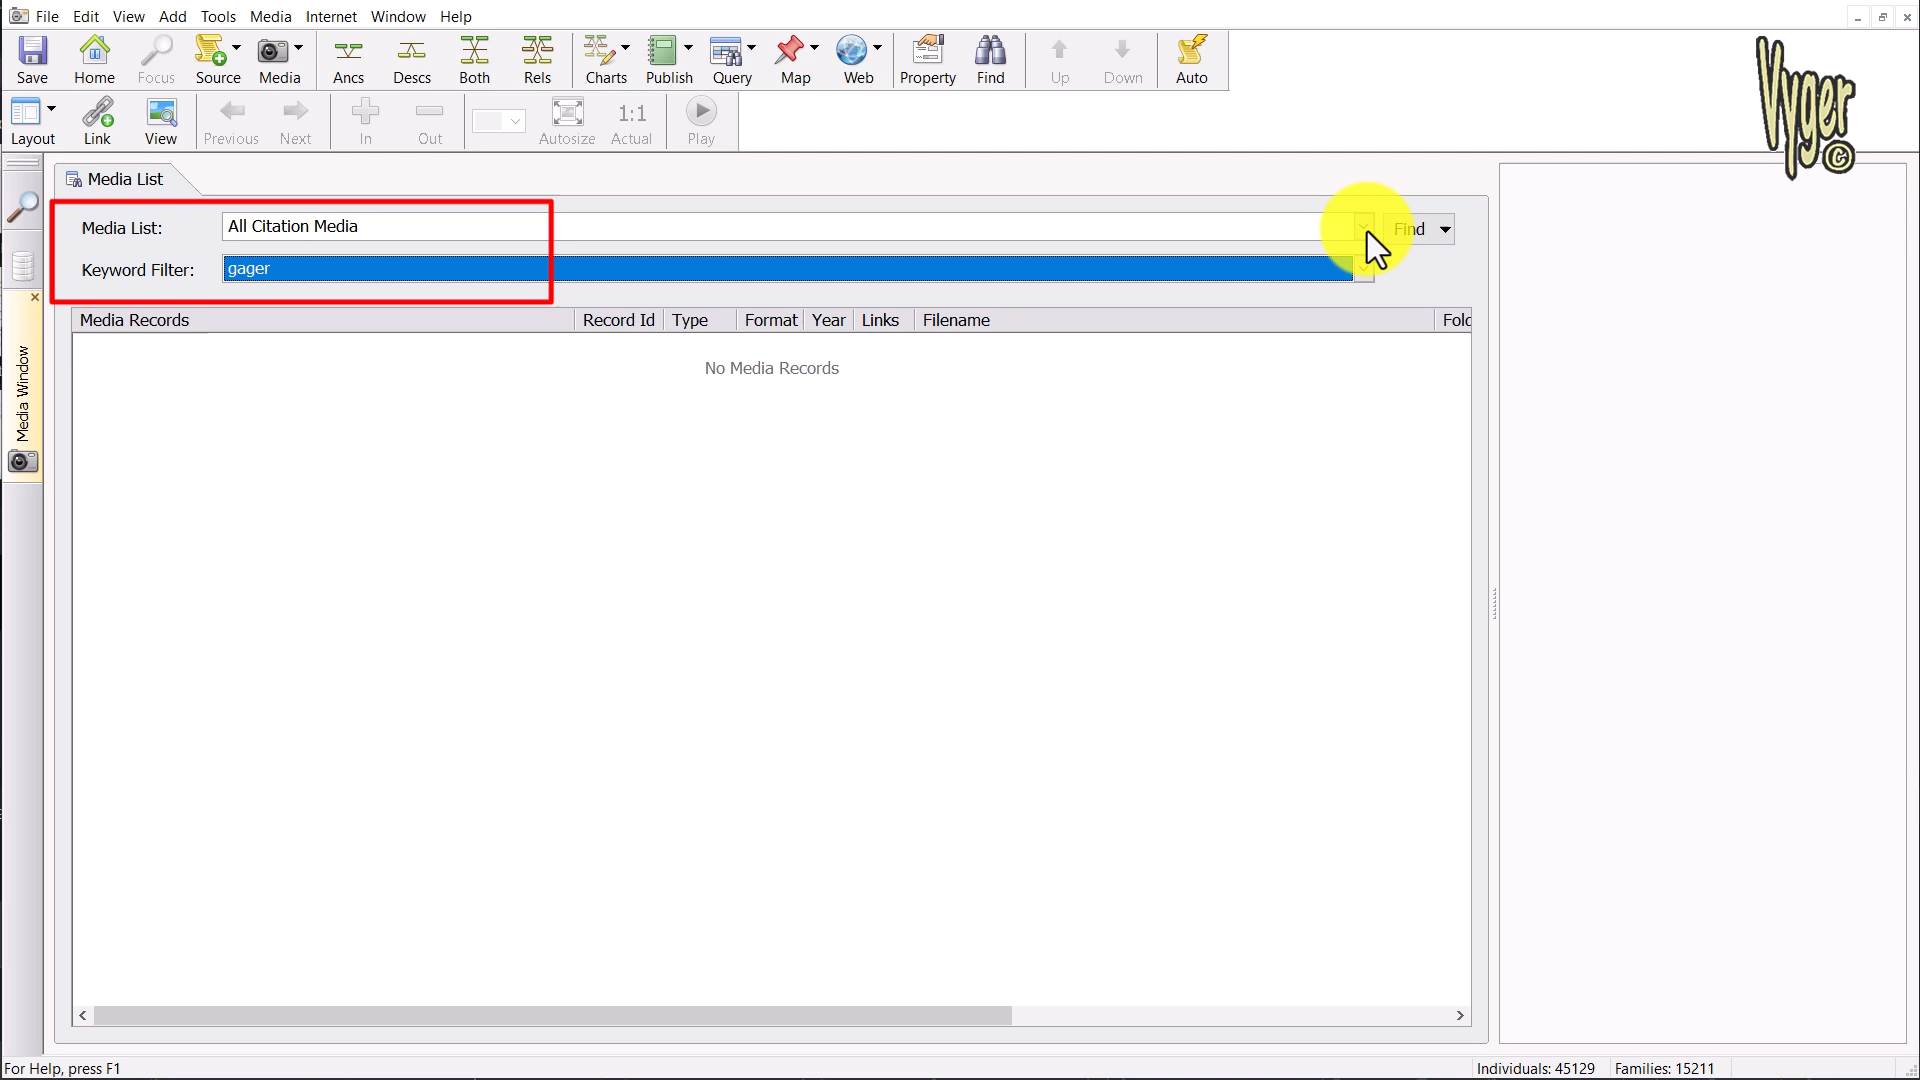 File Edit View Add Tools Media Internet Window Help
Save Home Focus Source Media Ancs Descs Both Rels Charts Publish Query Map Web Property Find Up Down Auto
Layout Link View Previous Next In Out Autosize 1:1 Actual Play
Vyger ©
Media List
Media List: All Citation Media Find
Keyword Filter: gager
Media Records Record Id Type Format Year Links Filename Fold
No Media Records
Media Window
For Help, press F1 Individuals: 45129 Families: 15211